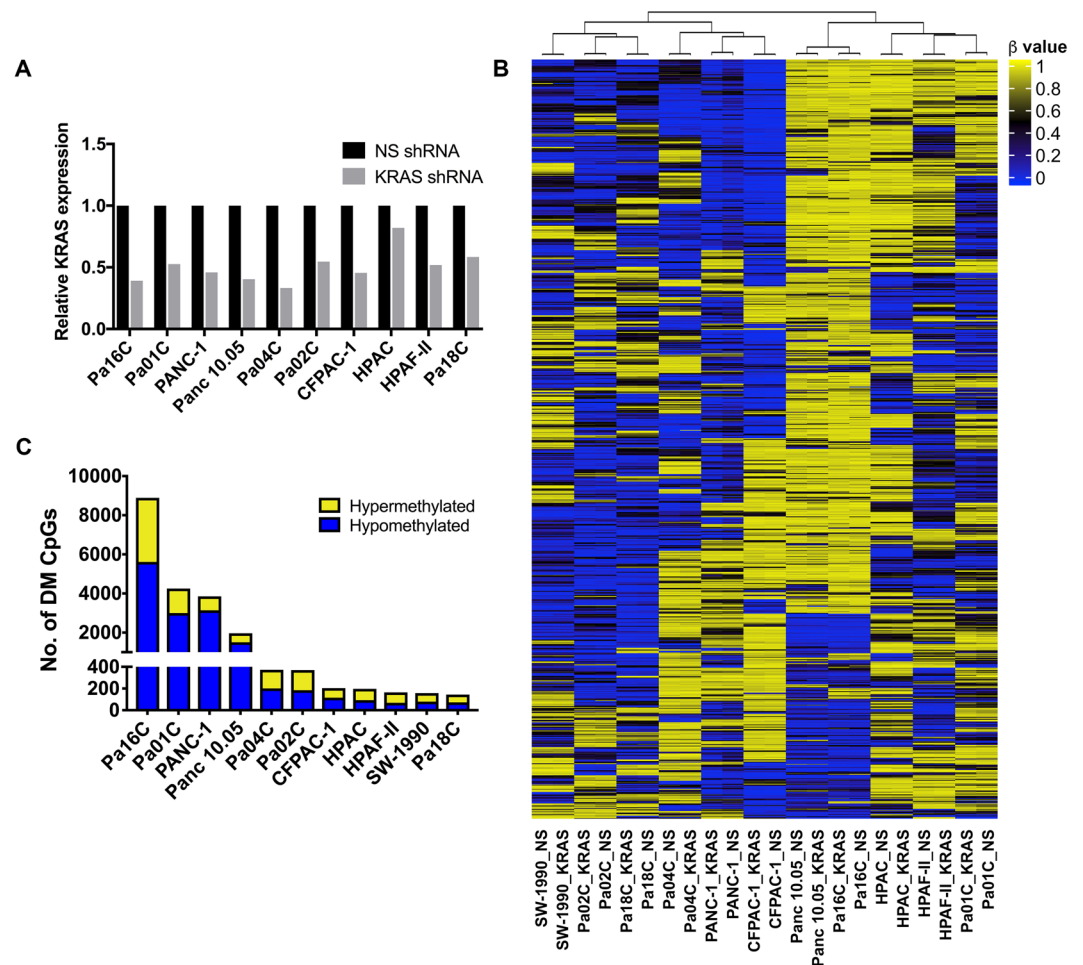 A
Relative KRAS expression
1.5
1.0
0.5
0.0
NS shRNA
KRAS shRNA
Pa16C
Pa01C
PANC-1
Panc 10.05
Pa04C
Pa02C
CFPAC-1
HPAC
HPAF-II
Pa18C
B
β value
1
0.8
0.6
0.4
0.2
0
SW-1990_NS
SW-1990_KRAS
Pa02C_KRAS
Pa02C_NS
Pa18C_KRAS
Pa18C_NS
Pa04C_NS
Pa04C_KRAS
PANC-1_KRAS
PANC-1_NS
CFPAC-1_KRAS
CFPAC-1_NS
Panc 10.05_NS
Panc 10.05_KRAS
Pa16C_KRAS
Pa16C_NS
HPAC_NS
HPAC_KRAS
HPAF-II_NS
HPAF-II_KRAS
Pa01C_KRAS
Pa01C_NS
C
No. of DM CpGs
10000
8000
6000
4000
2000
400
200
0
Hypermethylated
Hypomethylated
Pa16C
Pa01C
PANC-1
Panc 10.05
Pa04C
Pa02C
CFPAC-1
HPAC
HPAF-II
SW-1990
Pa18C